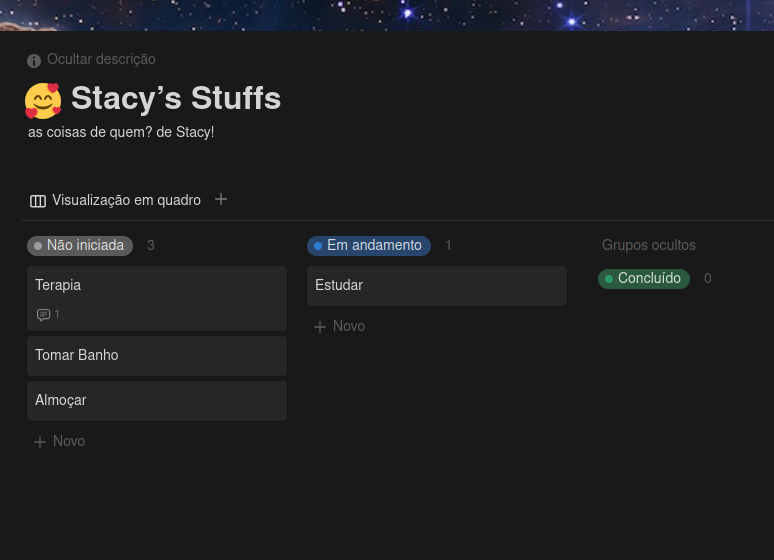 Ocultar descrição
Stacy’s Stuffs
as coisas de quem? de Stacy!
Visualização em quadro
Não iniciada 3
Terapia
1
Tomar Banho
Almoçar
Novo
Em andamento 1
Estudar
Novo
Grupos ocultos
Concluído 0